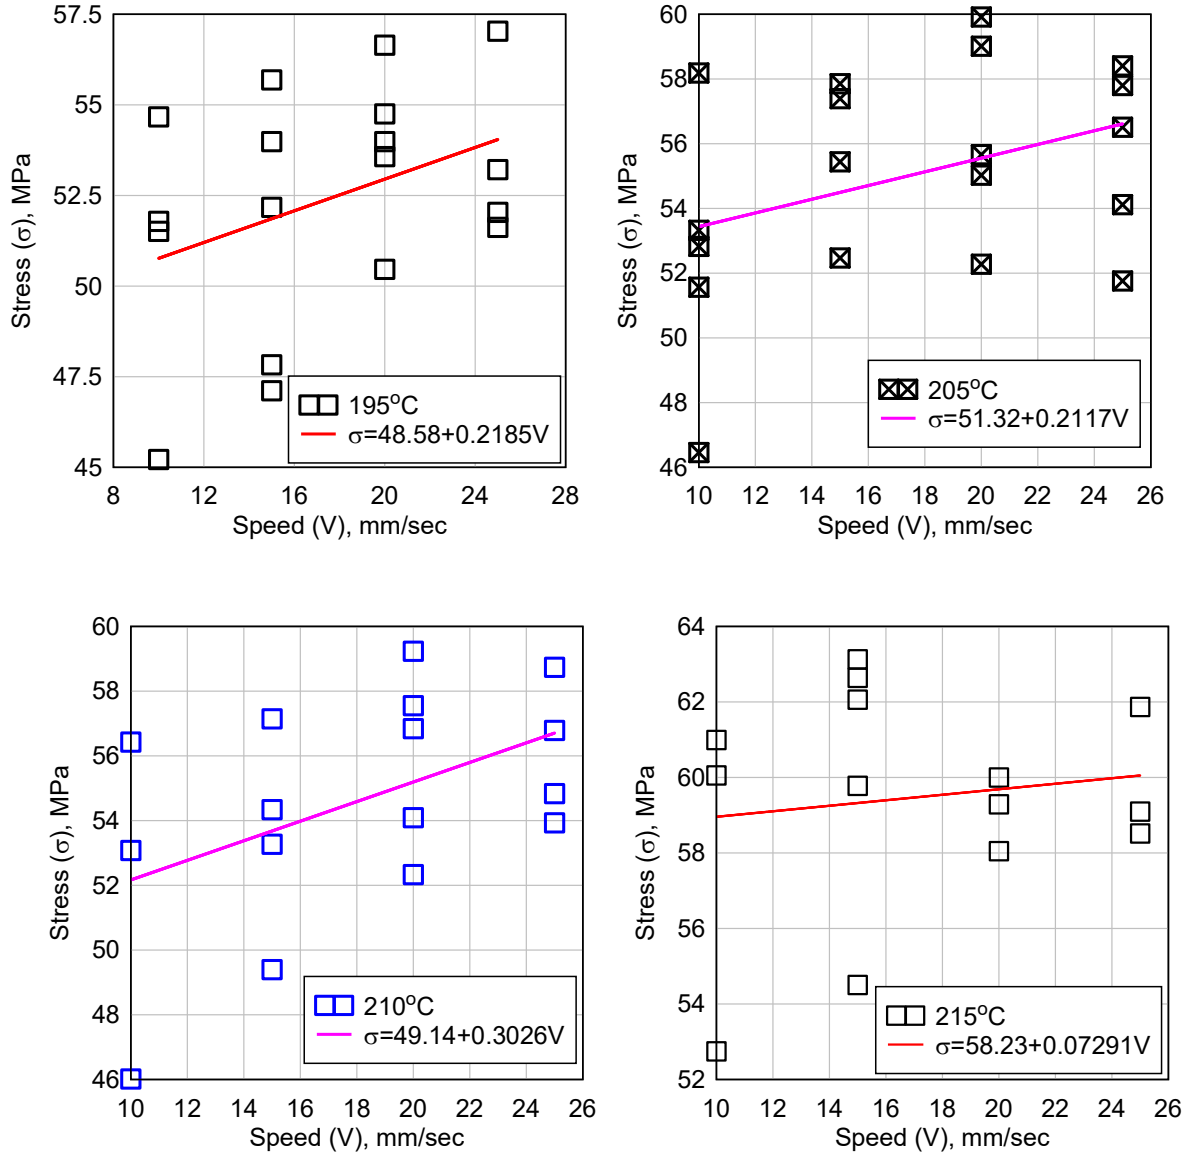 57.5
55
52.5
50
47.5
45
Stress (σ), MPa
195°C
σ=48.58+0.2185V
8 12 16 20 24 28
Speed (V), mm/sec
60
58
56
54
52
50
48
46
Stress (σ), MPa
205°C
σ=51.32+0.2117V
10 12 14 16 18 20 22 24 26
Speed (V), mm/sec
60
58
56
54
52
50
48
46
Stress (σ), MPa
210°C
σ=49.14+0.3026V
10 12 14 16 18 20 22 24 26
Speed (V), mm/sec
64
62
60
58
56
54
52
Stress (σ), MPa
215°C
σ=58.23+0.07291V
10 12 14 16 18 20 22 24 26
Speed (V), mm/sec